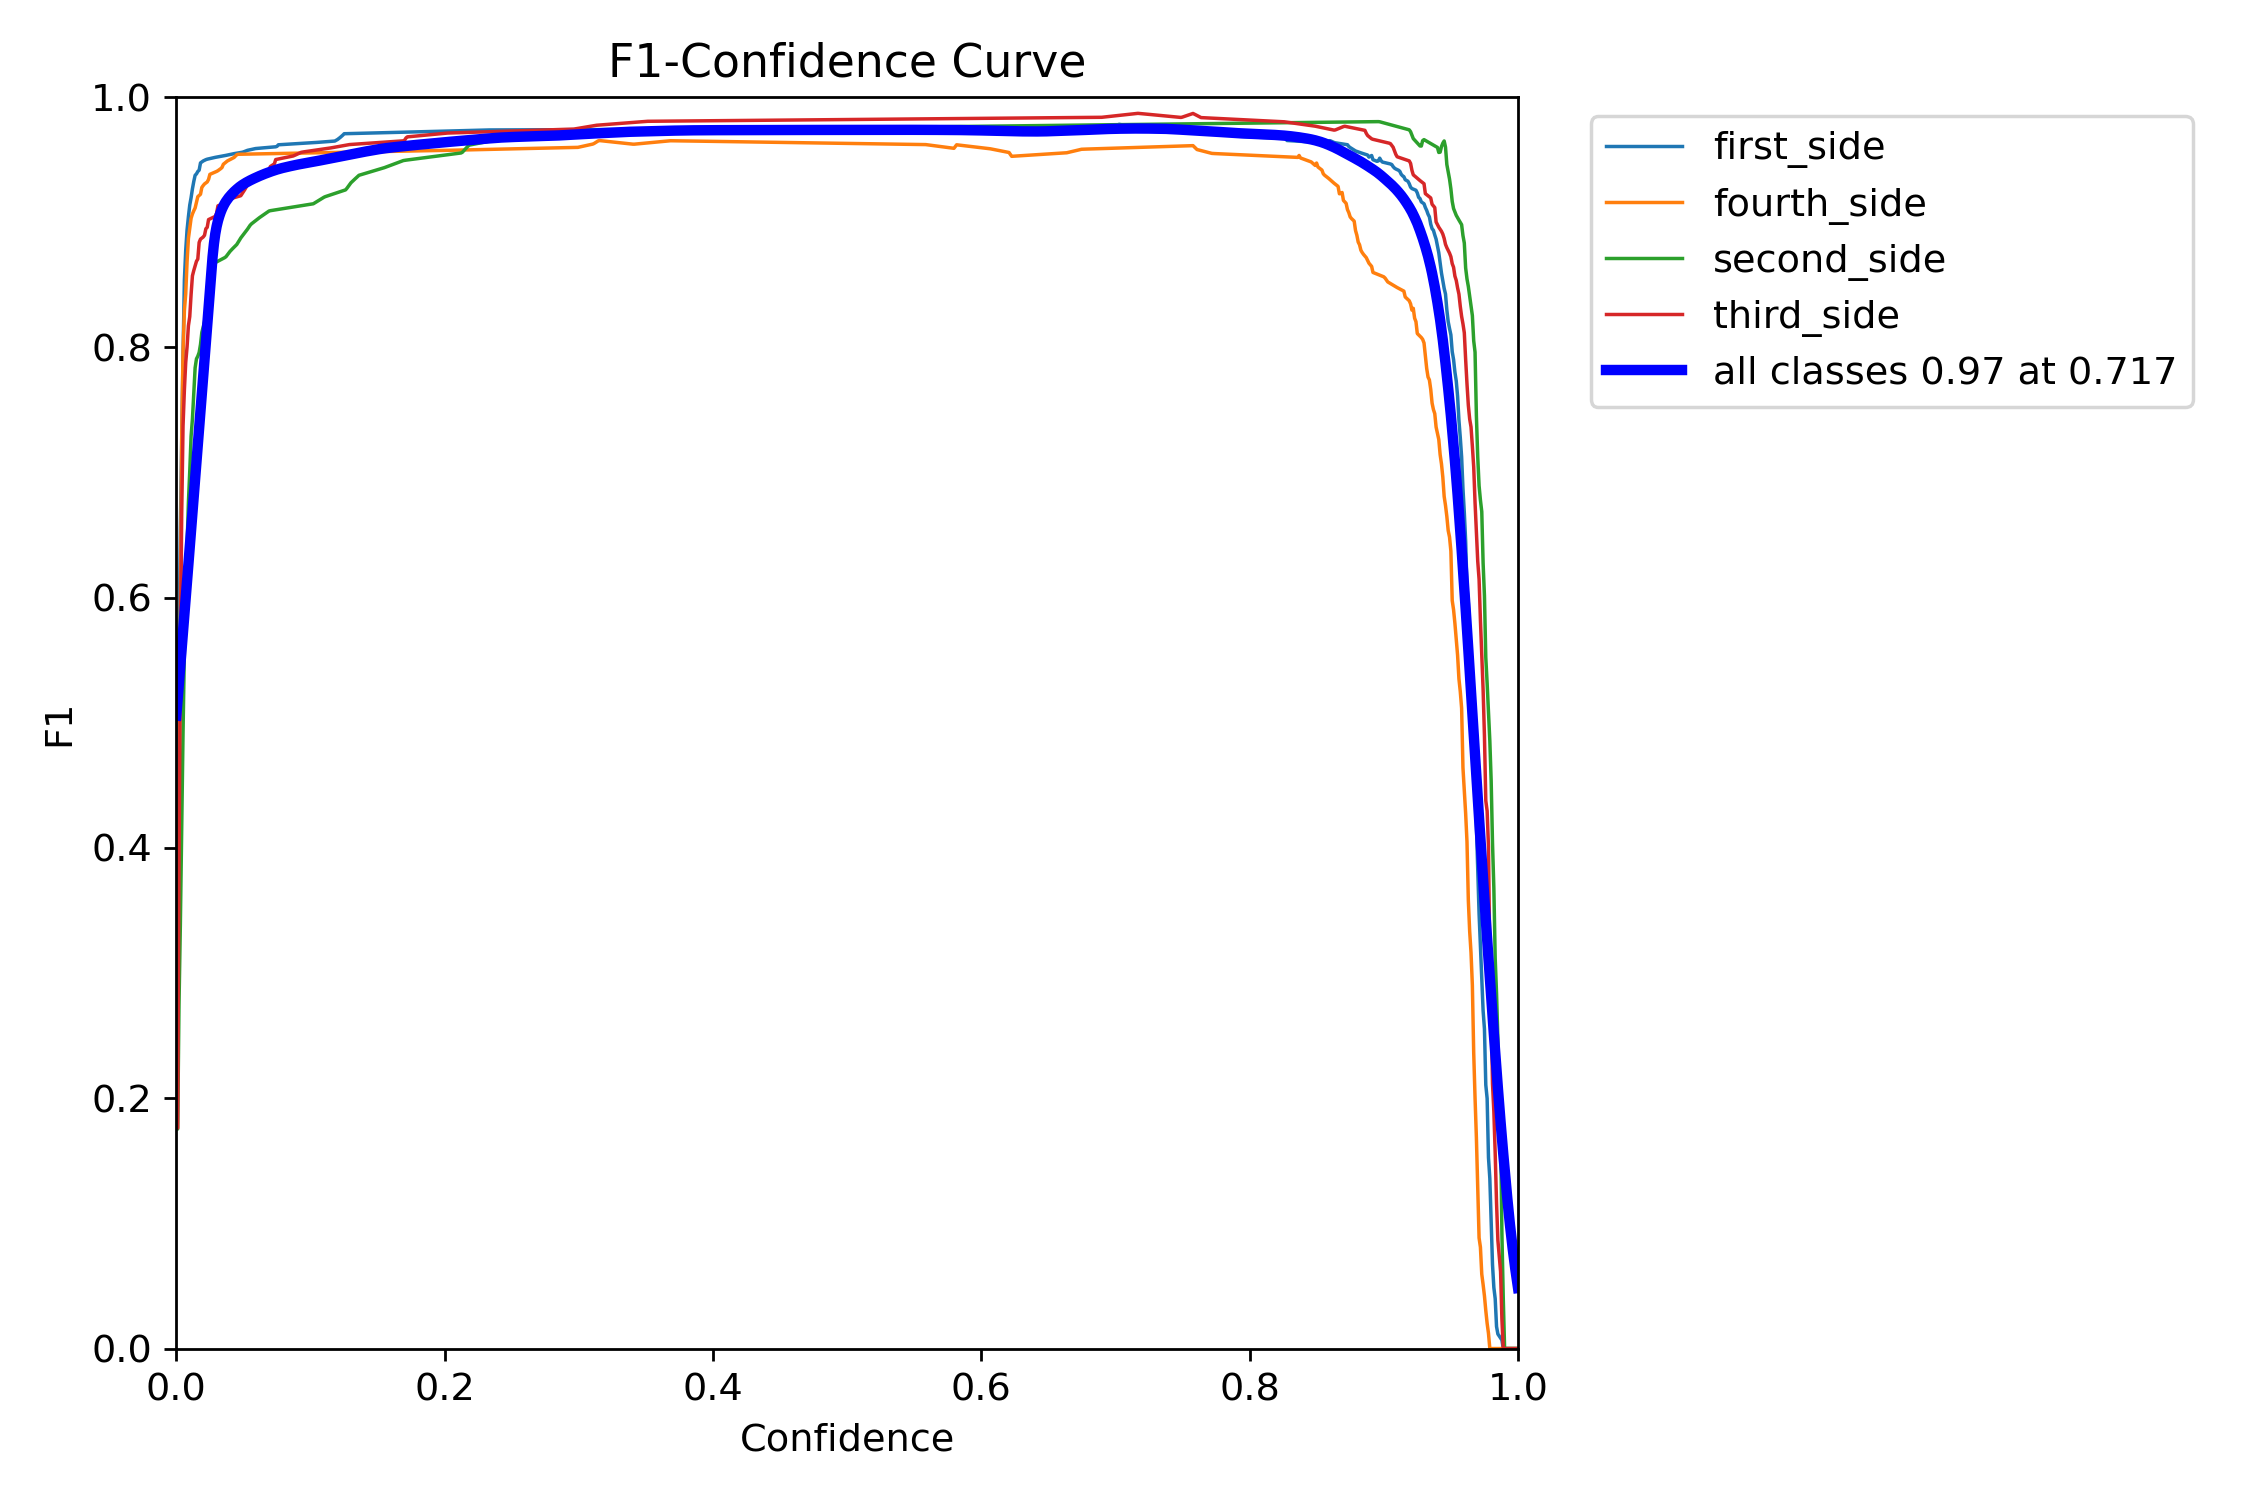 F1-Confidence Curve
1.0
0.8
0.6
0.4
0.2
0.0
F1
0.0 0.2 0.4 0.6 0.8 1.0
Confidence
first_side
fourth_side
second_side
third_side
all classes 0.97 at 0.717